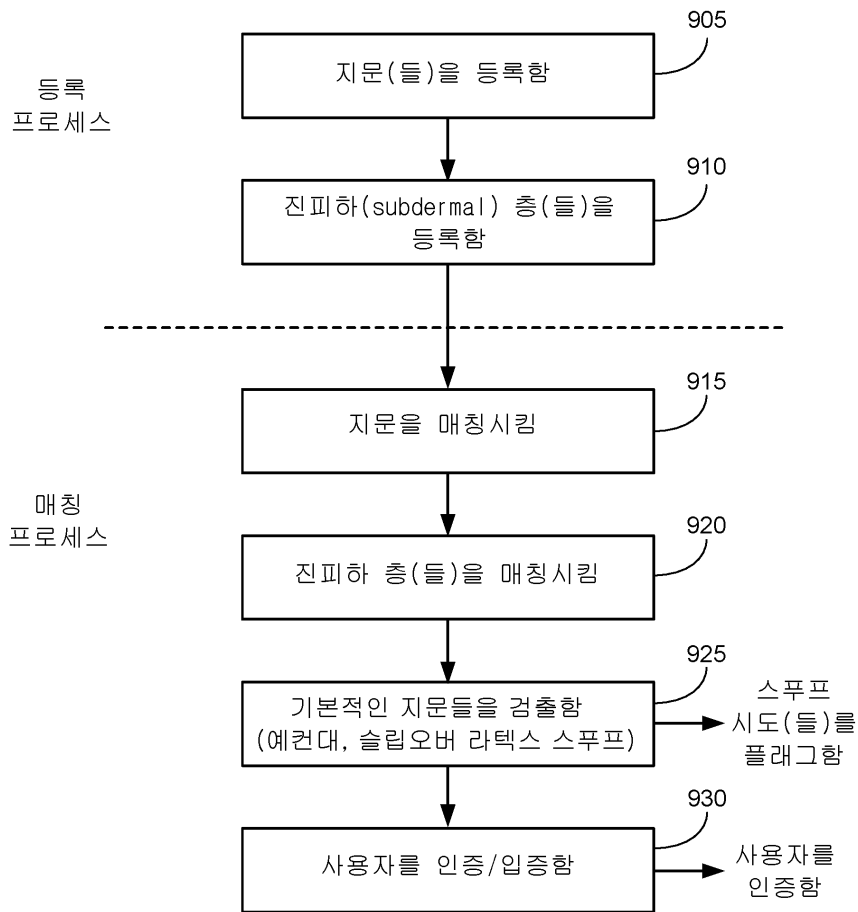 905
지문(들)을 등록함
등록
프로세스
910
진피하(subdermal) 층(들)을
등록함
915
지문을 매칭시킴
매칭
프로세스
920
진피하 층(들)을 매칭시킴
925
기본적인 지문들을 검출함
(예컨대, 슬립오버 라텍스 스푸프)
스푸프
시도(들)를
플래그함
930
사용자를 인증/입증함
사용자를
인증함